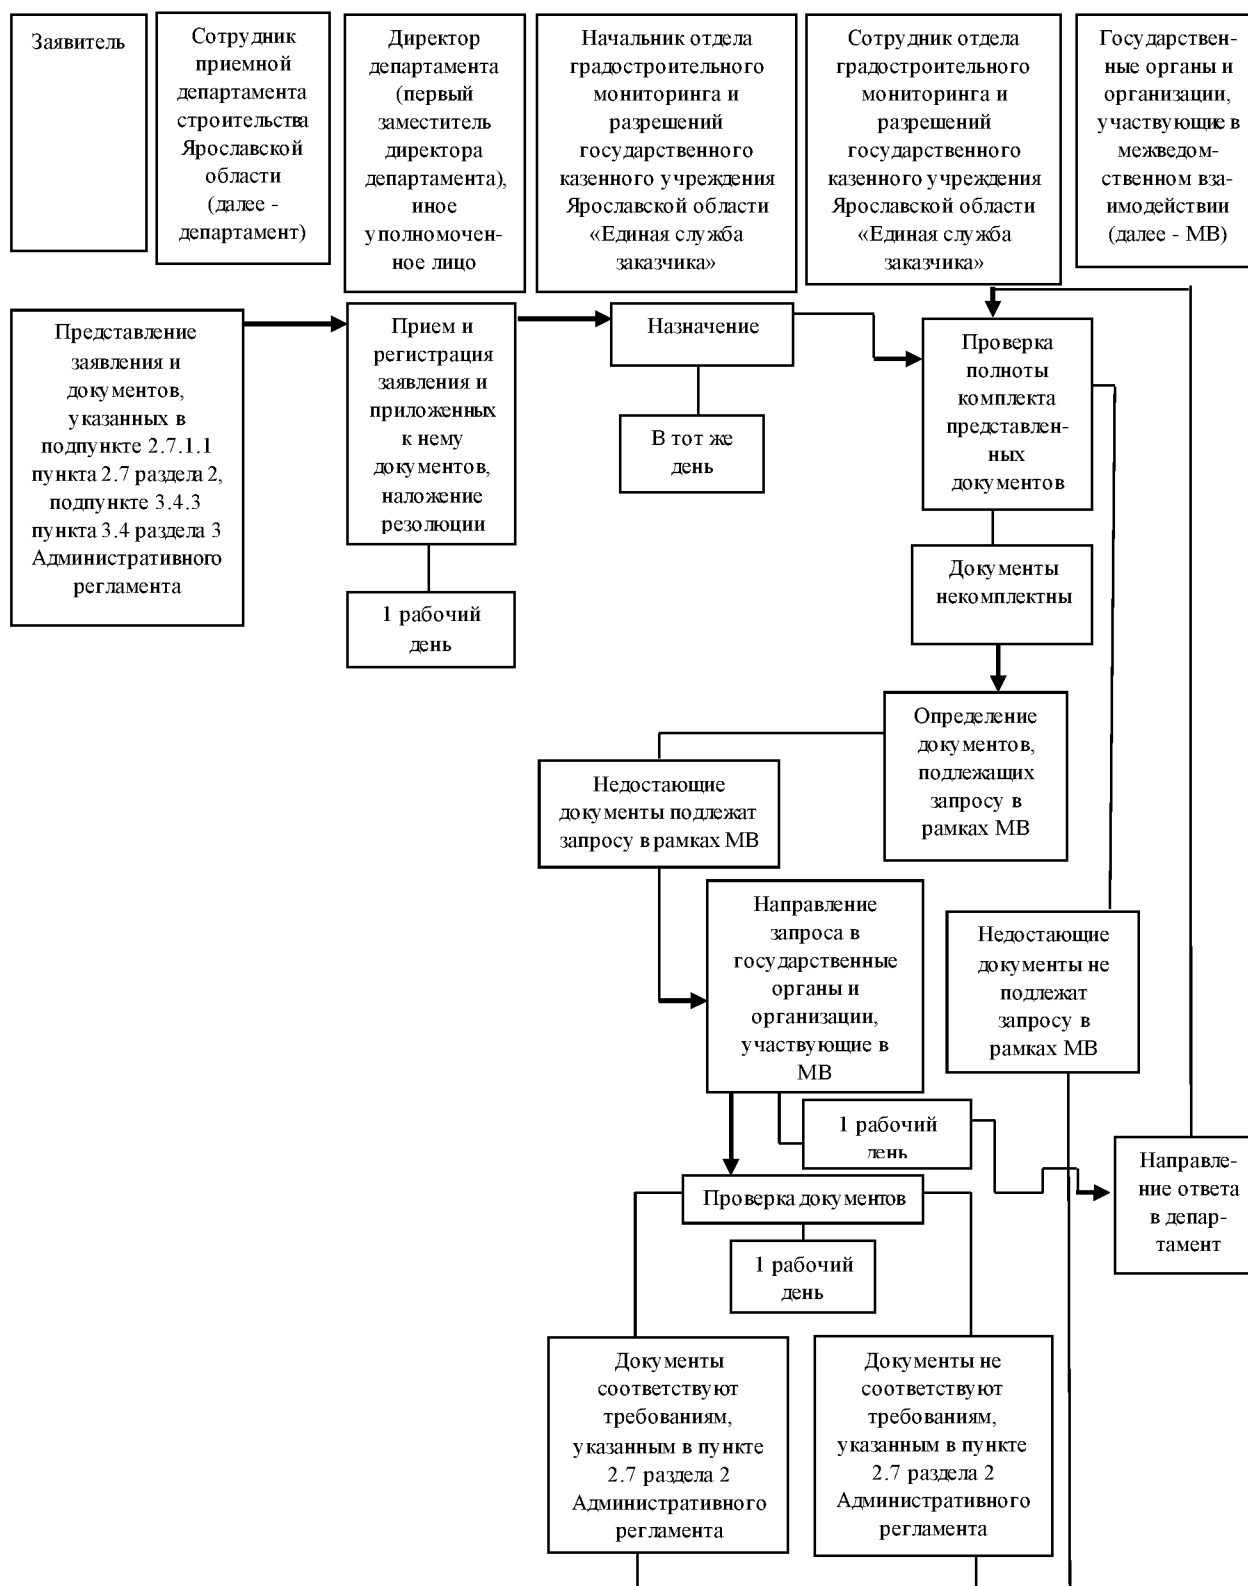 Заявитель
Сотрудник
приемной
департамента
строительства
Ярославской
области
(далее -
департамент)
Директор
департамента
(первый
заместитель
директора
департамента),
иное
уполномочен-
ное лицо
Начальник отдела
градостроительного
мониторинга и
разрешений
государственного
казенного учреждения
Ярославской области
«Единая служба
заказчика»
Сотрудник отдела
градостроительного
мониторинга и
разрешений
государственного
казенного учреждения
Ярославской области
«Единая служба
заказчика»
Государствен-
ные органы и
организации,
участвующие в
межведом-
ственном вза-
имодействии
(далее - МВ)
Представление
заявления и
документов,
указанных в
подпункте 2.7.1.1
пункта 2.7 раздела 2,
подпункте 3.4.3
пункта 3.4 раздела 3
Административного
регламента
Прием и
регистрация
заявления и
приложенных
к нему
документов,
наложение
резолюции
1 рабочий
день
Назначение
В тот же
день
Проверка
полноты
комплекта
представлен-
ных
документов
Документы
некомплектны
Определение
документов,
подлежащих
запросу в
рамках МВ
Недостающие
документы подлежат
запросу в рамках МВ
Направление
запроса в
государственные
органы и
организации,
участвующие в
МВ
Недостающие
документы не
подлежат
запросу в
рамках МВ
1 рабочий
день
Направле-
ние ответа
в депар-
тамент
Проверка документов
1 рабочий
день
Документы
соответствуют
требованиям,
указанным в пункте
2.7 раздела 2
Административного
регламента
Документы не
соответствуют
требованиям,
указанным в пункте
2.7 раздела 2
Административного
регламента